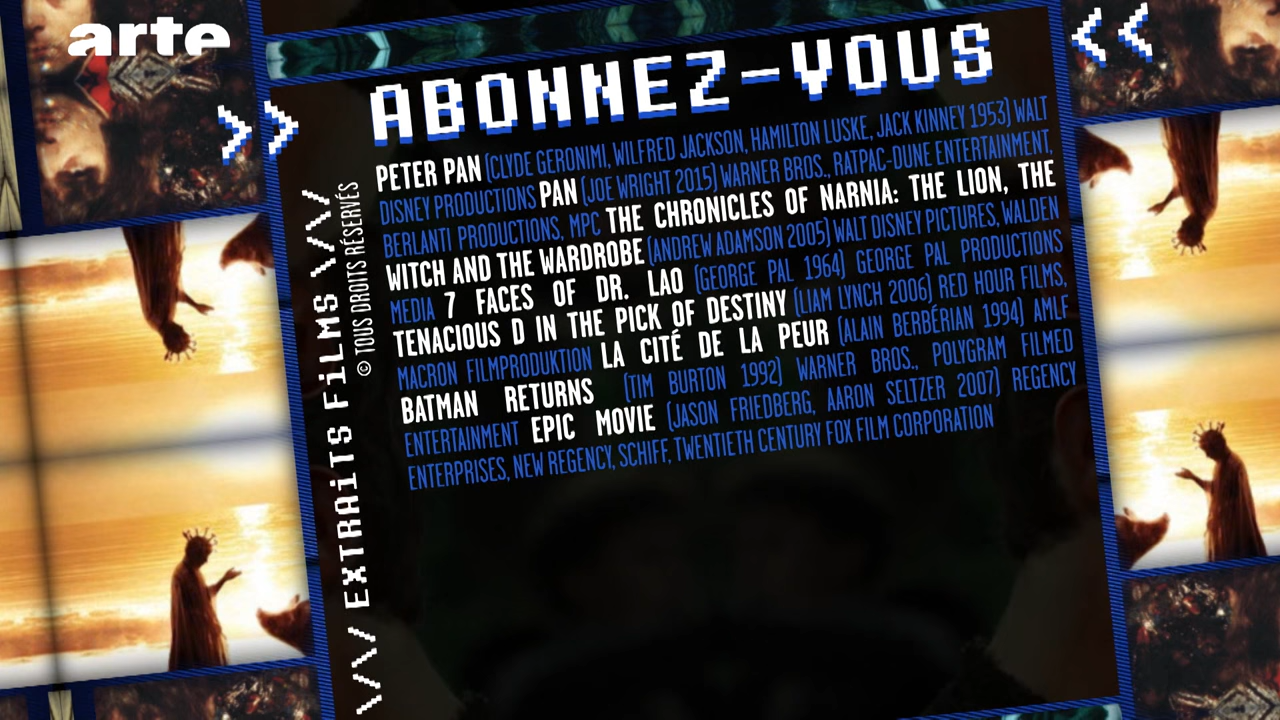 arte
>> ABONNEZ-VOUS <<
PETER PAN (CLYDE GERONIMI, WILFRED JACKSON, HAMILTON LUSKE, JACK KINNEY 1953) WALT
DISNEY PRODUCTIONS PAN (JOE WRIGHT 2015) WARNER BROS., RATPAC-DUNE ENTERTAINMENT,
BERLANTI PRODUCTIONS, MPC THE CHRONICLES OF NARNIA: THE LION, THE
WITCH AND THE WARDROBE (ANDREW ADAMSON 2005) WALT DISNEY PICTURES, WALDEN
MEDIA 7 FACES OF DR. LAO (GEORGE PAL 1964) GEORGE PAL PRODUCTIONS
TENACIOUS D IN THE PICK OF DESTINY (LIAM LYNCH 2006) RED HOUR FILMS,
MACRON FILMPRODUKTION LA CITÉ DE LA PEUR (ALAIN BERBÉRIAN 1994) AMLF
BATMAN RETURNS (TIM BURTON 1992) WARNER BROS., POLYGRAM FILMED
ENTERTAINMENT EPIC MOVIE (JASON FRIEDBERG, AARON SELTZER 2007) REGENCY
ENTERPRISES, NEW REGENCY, SCHIFF, TWENTIETH CENTURY FOX FILM CORPORATION
\/\/ EXTRAiTS FiLMS \/\/
© TOUS DROITS RÉSERVÉS